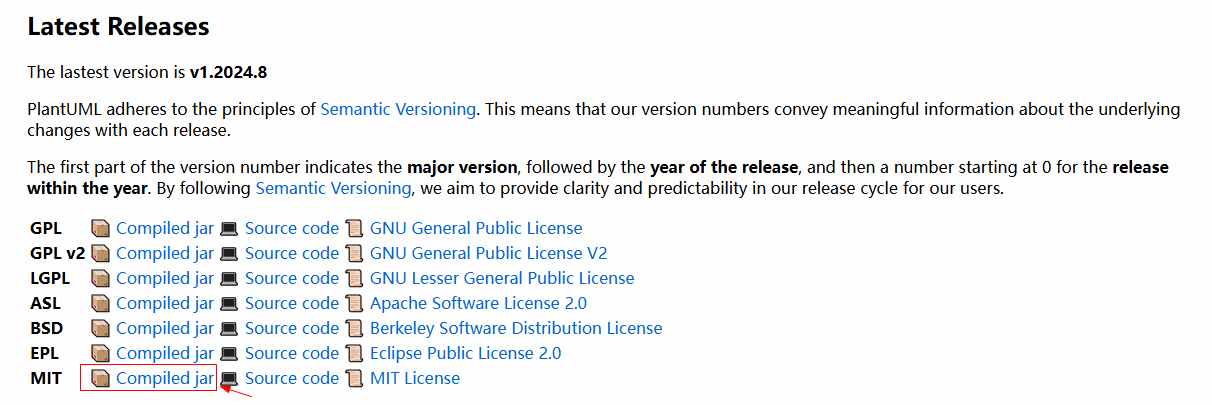 Latest Releases
The lastest version is v1.2024.8
PlantUML adheres to the principles of Semantic Versioning. This means that our version numbers convey meaningful information about the underlying
changes with each release.
The first part of the version number indicates the major version, followed by the year of the release, and then a number starting at 0 for the release
within the year. By following Semantic Versioning, we aim to provide clarity and predictability in our release cycle for our users.
GPL Compiled jar Source code GNU General Public License
GPL v2 Compiled jar Source code GNU General Public License V2
LGPL Compiled jar Source code GNU Lesser General Public License
ASL Compiled jar Source code Apache Software License 2.0
BSD Compiled jar Source code Berkeley Software Distribution License
EPL Compiled jar Source code Eclipse Public License 2.0
MIT Compiled jar Source code MIT License